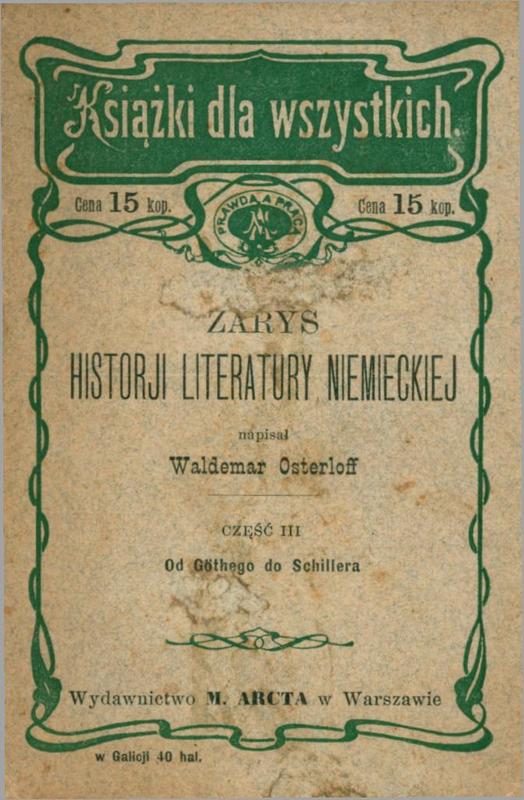 Książki dla wszystkich.
Cena 15 kop.
PRAWDA A PRACA
M
Cena 15 kop.
ZARYS
HISTORJI LITERATURY NIEMIECKIEJ
napisał
Waldemar Osterloff
CZĘŚĆ III
Od Göthego do Schillera
Wydawnictwo M. ARCTA w Warszawie
w Galicji 40 hal.